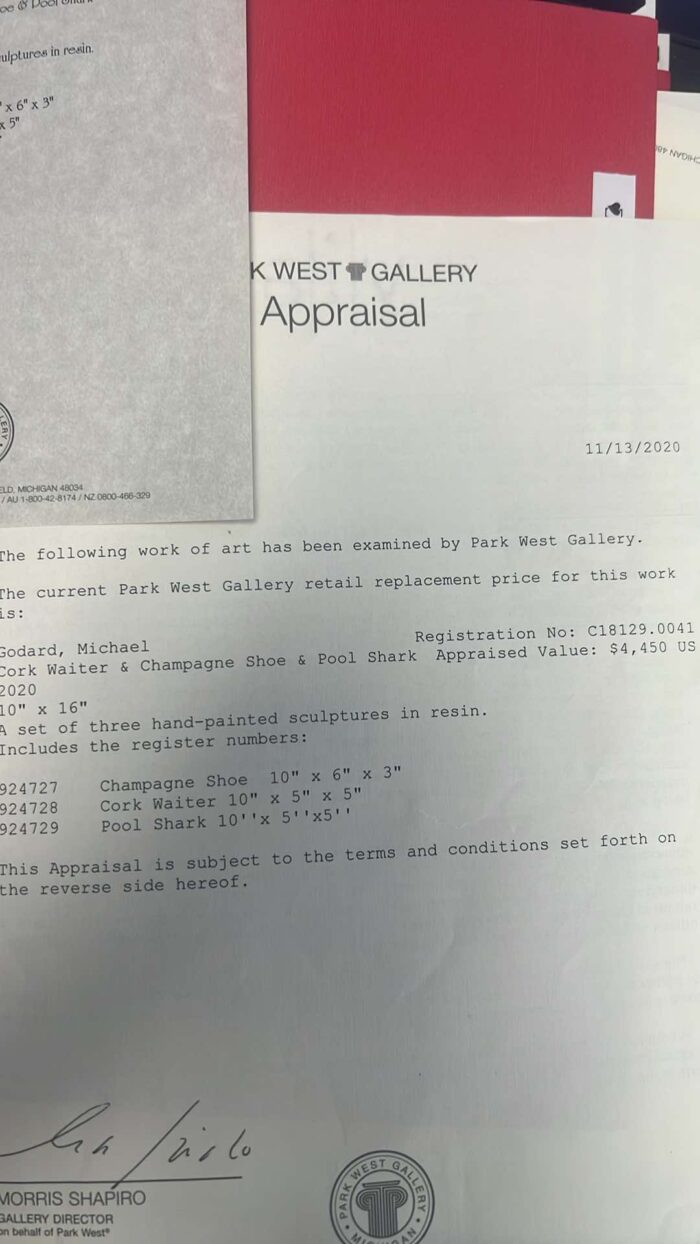 ulptures in resin.
" x 6" x 3"
x 5"
ELD, MICHIGAN 48034
/ AU 1-800-42-8174 / NZ 0800-466-329
K WEST GALLERY
Appraisal
11/13/2020
The following work of art has been examined by Park West Gallery.
The current Park West Gallery retail replacement price for this work
is:
Godard, Michael Registration No: C18129.0041
Cork Waiter & Champagne Shoe & Pool Shark Appraised Value: $4,450 US
2020
10" x 16"
A set of three hand-painted sculptures in resin.
Includes the register numbers:
924727 Champagne Shoe 10" x 6" x 3"
924728 Cork Waiter 10" x 5" x 5"
924729 Pool Shark 10''x 5''x5''
This Appraisal is subject to the terms and conditions set forth on
the reverse side hereof.
MORRIS SHAPIRO
GALLERY DIRECTOR
on behalf of Park West®
PARK WEST GALLERY